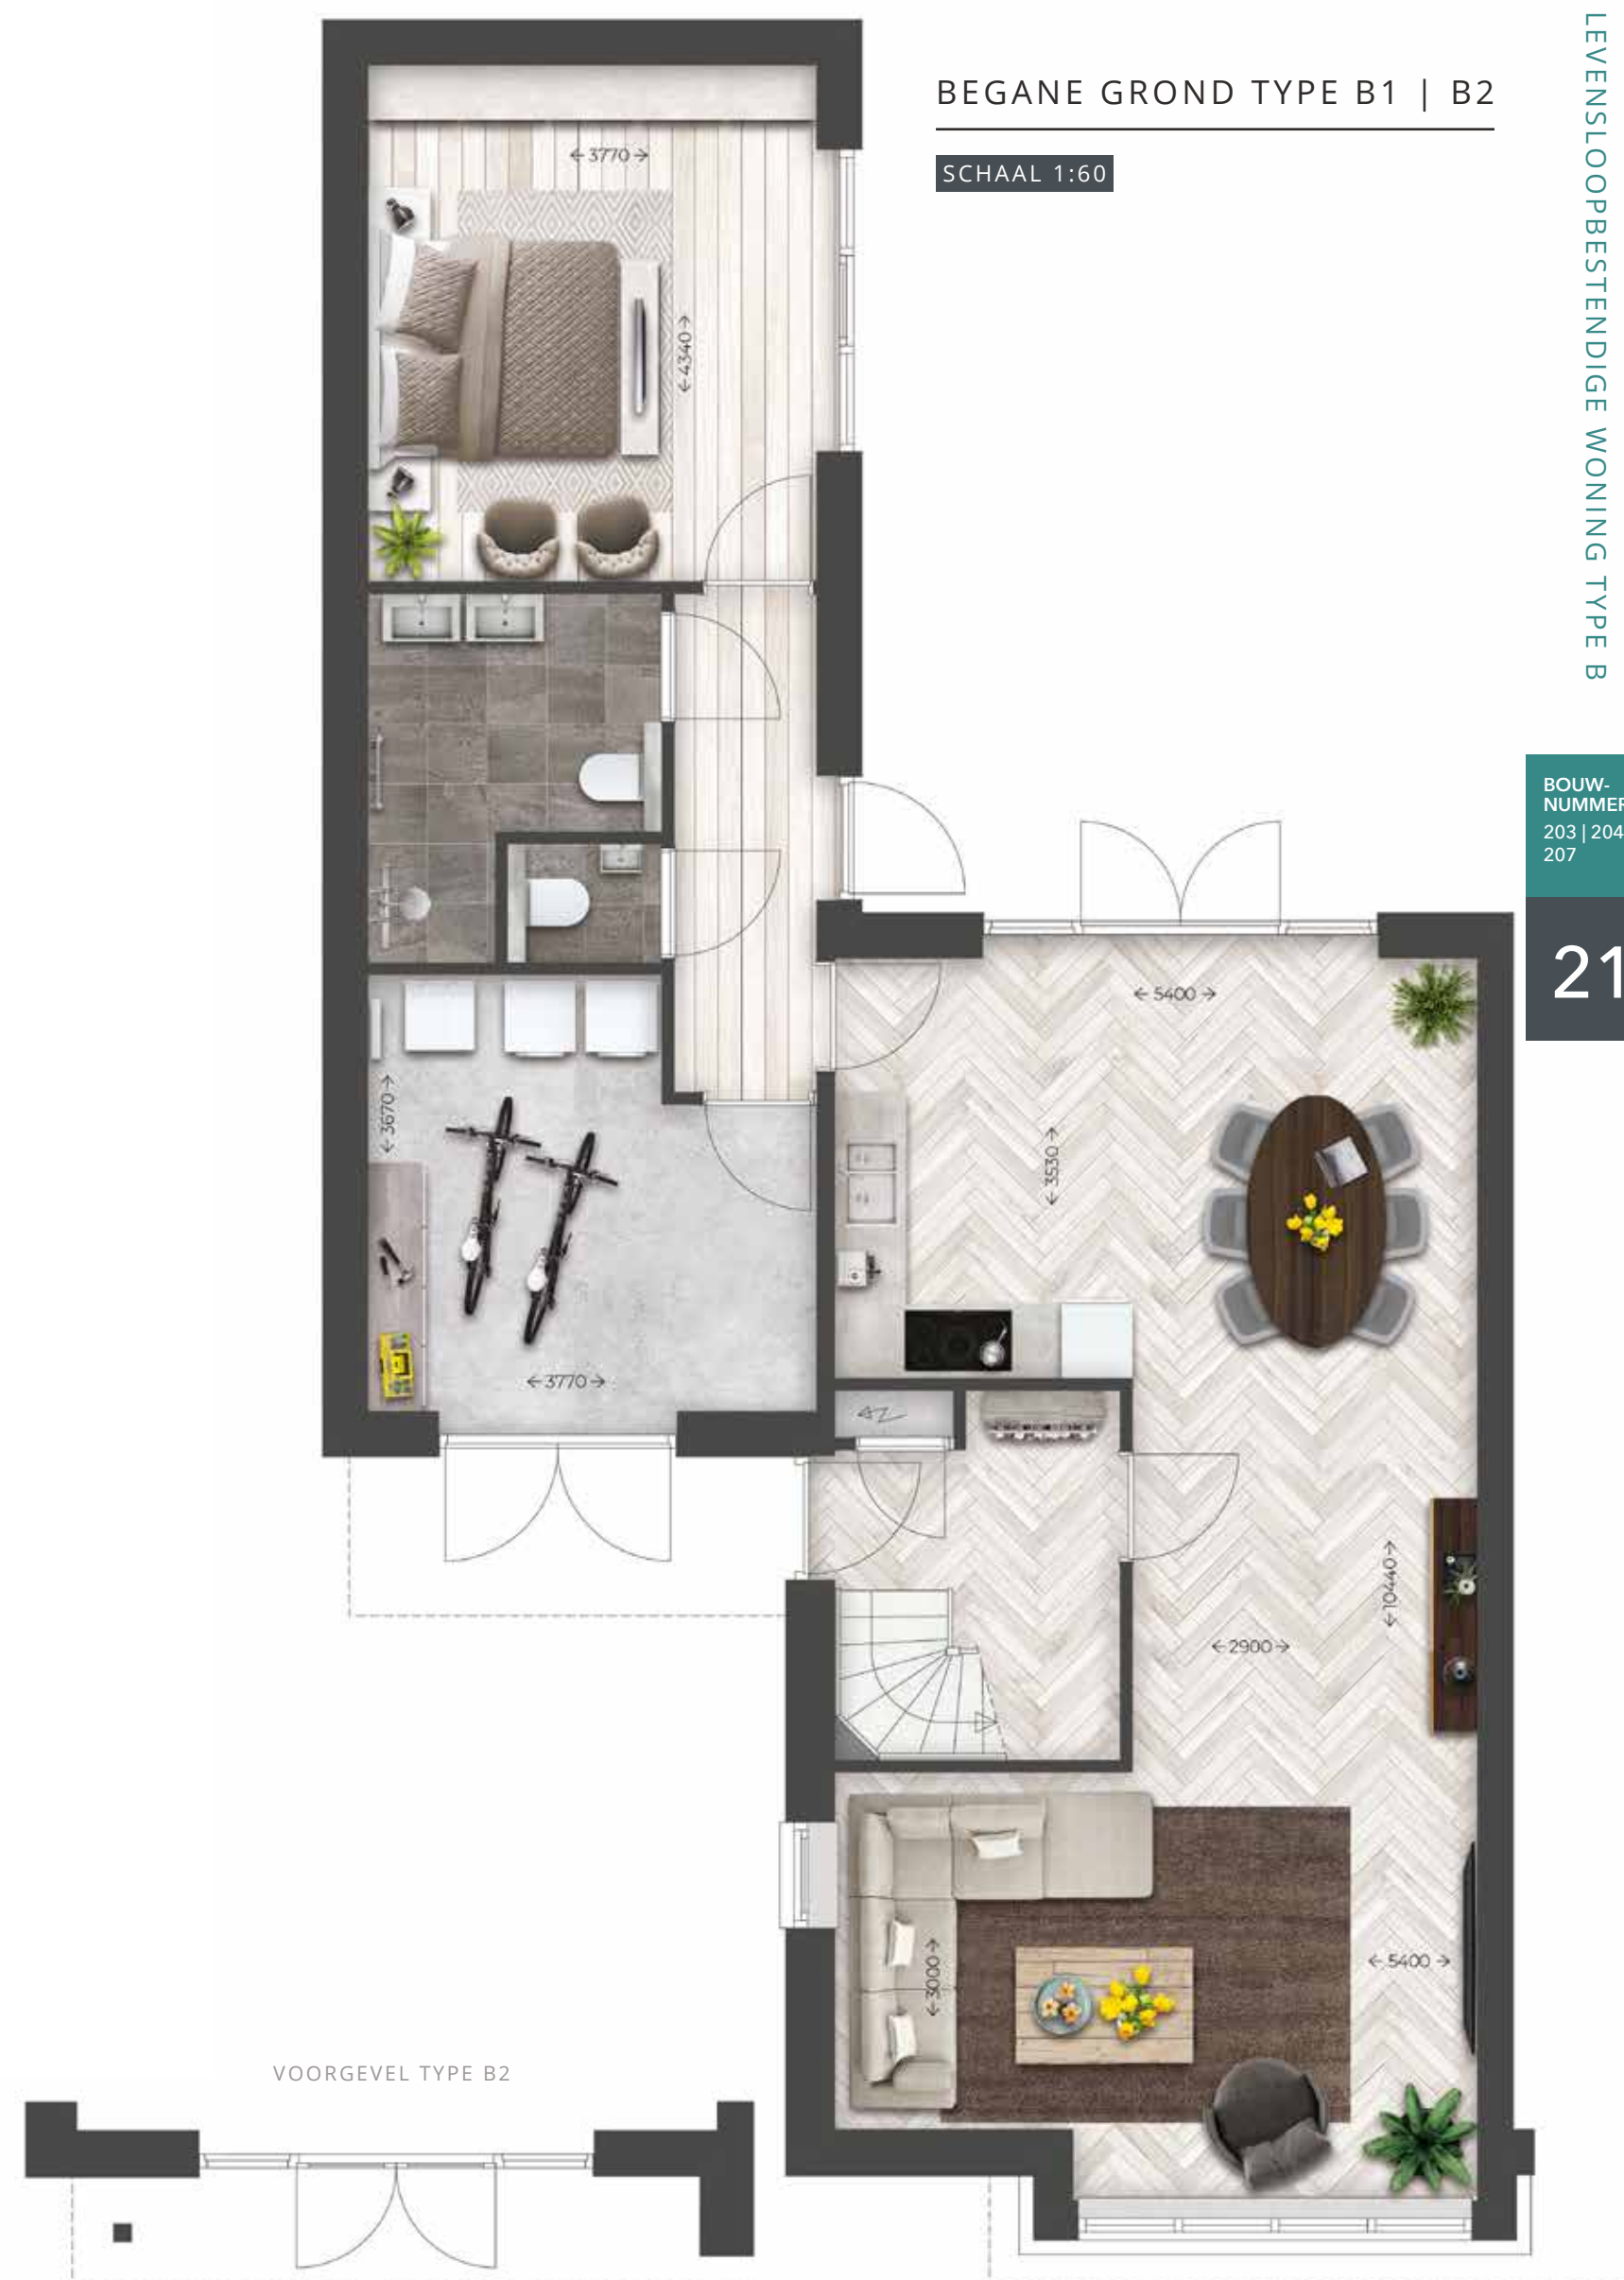 BEGANE GROND TYPE B1 | B2
SCHAAL 1:60
LEVENSLOOPBESTENDIGE WONING TYPE B
BOUW-
NUMMER
203 | 204
207
21
3770
4340
5400
3670
3530
3770
10440
2900
3000
5400
VOORGEVEL TYPE B2